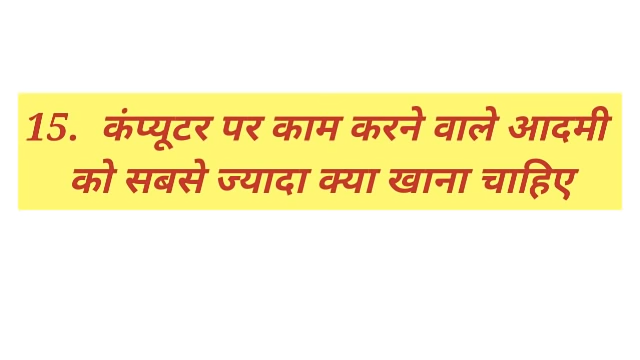 15. कंप्यूटर पर काम करने वाले आदमी
को सबसे ज्यादा क्या खाना चाहिए